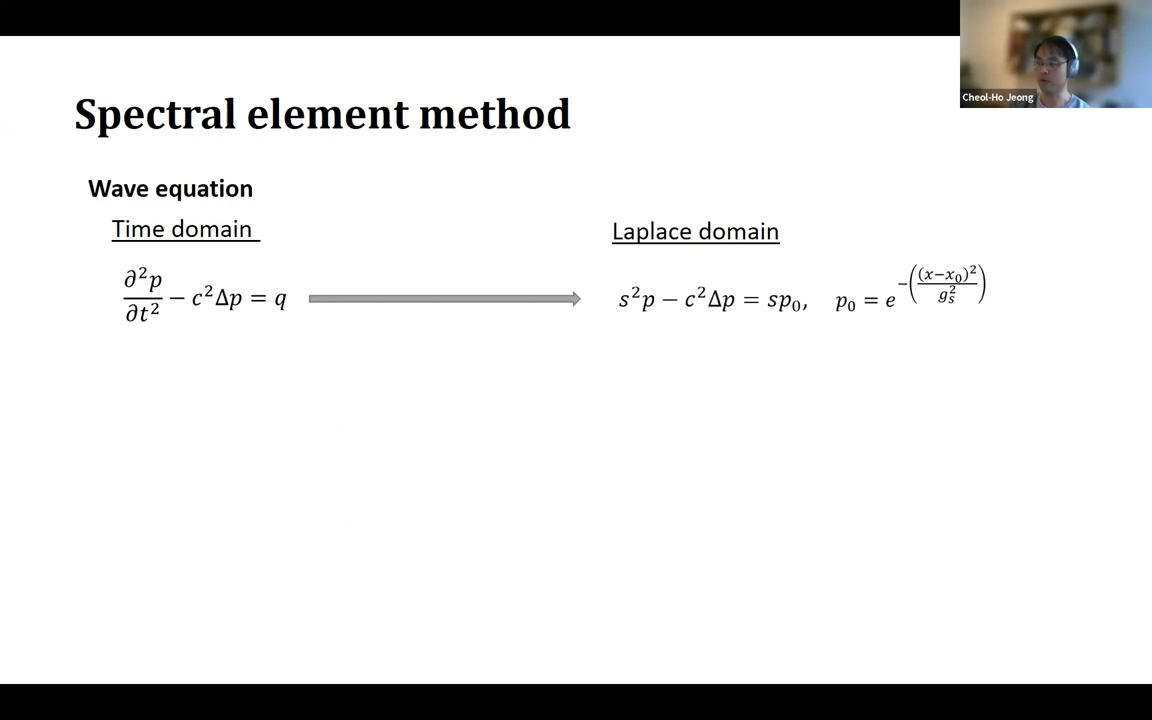 Cheol-Ho Jeong
Spectral element method
Wave equation
Time domain
Laplace domain
∂²p/∂t² − c²Δp = q
s²p − c²Δp = sp₀, p₀ = e^−((x−x₀)²/gₛ²)